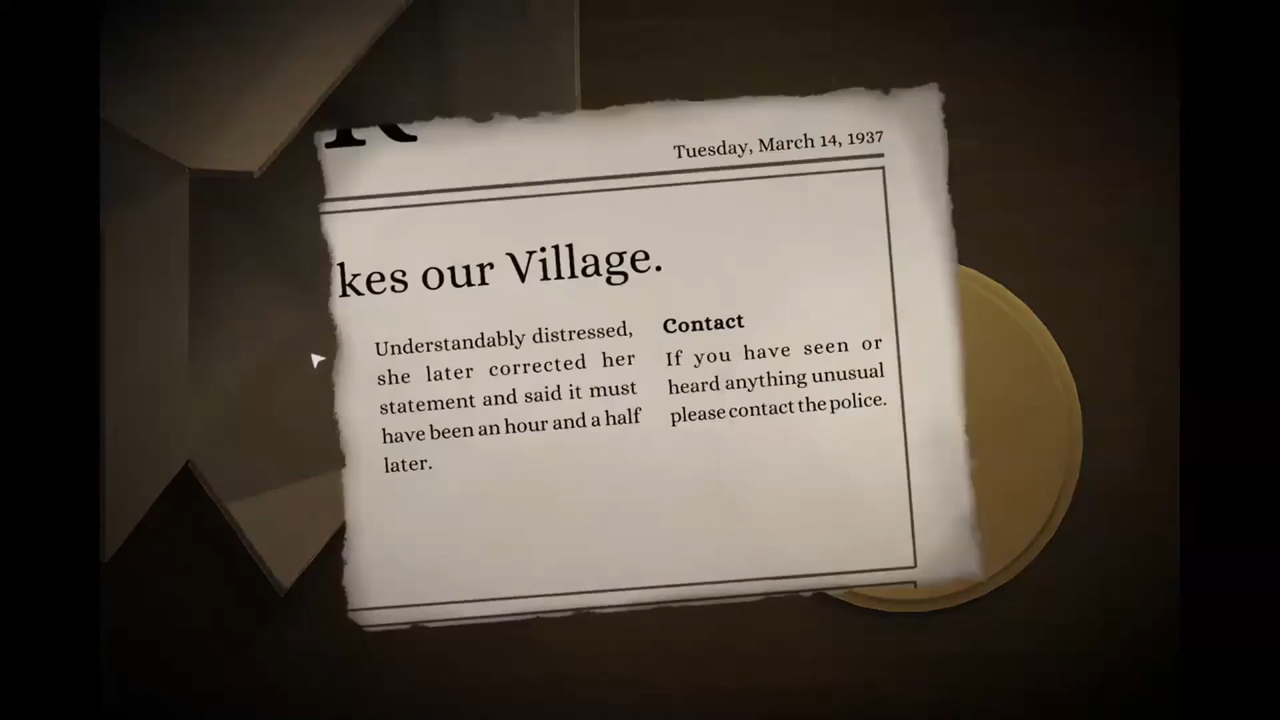 R
Tuesday, March 14, 1937
kes our Village.
Understandably distressed,
she later corrected her
statement and said it must
have been an hour and a half
later.
Contact
If you have seen or
heard anything unusual
please contact the police.